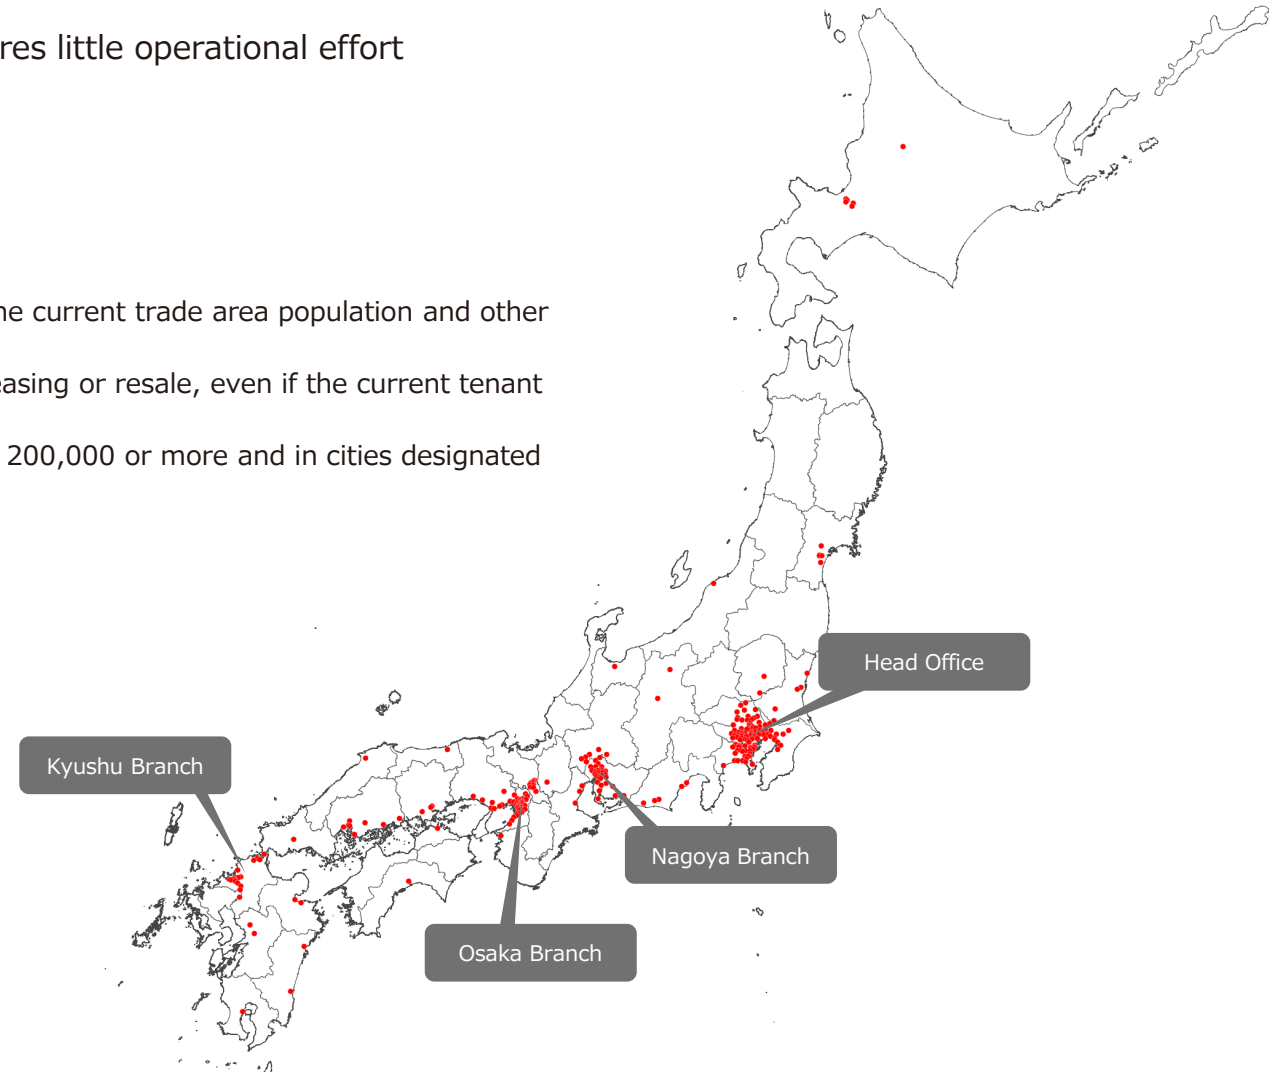 res little operational effort
he current trade area population and other
easing or resale, even if the current tenant
200,000 or more and in cities designated
Head Office
Kyushu Branch
Nagoya Branch
Osaka Branch